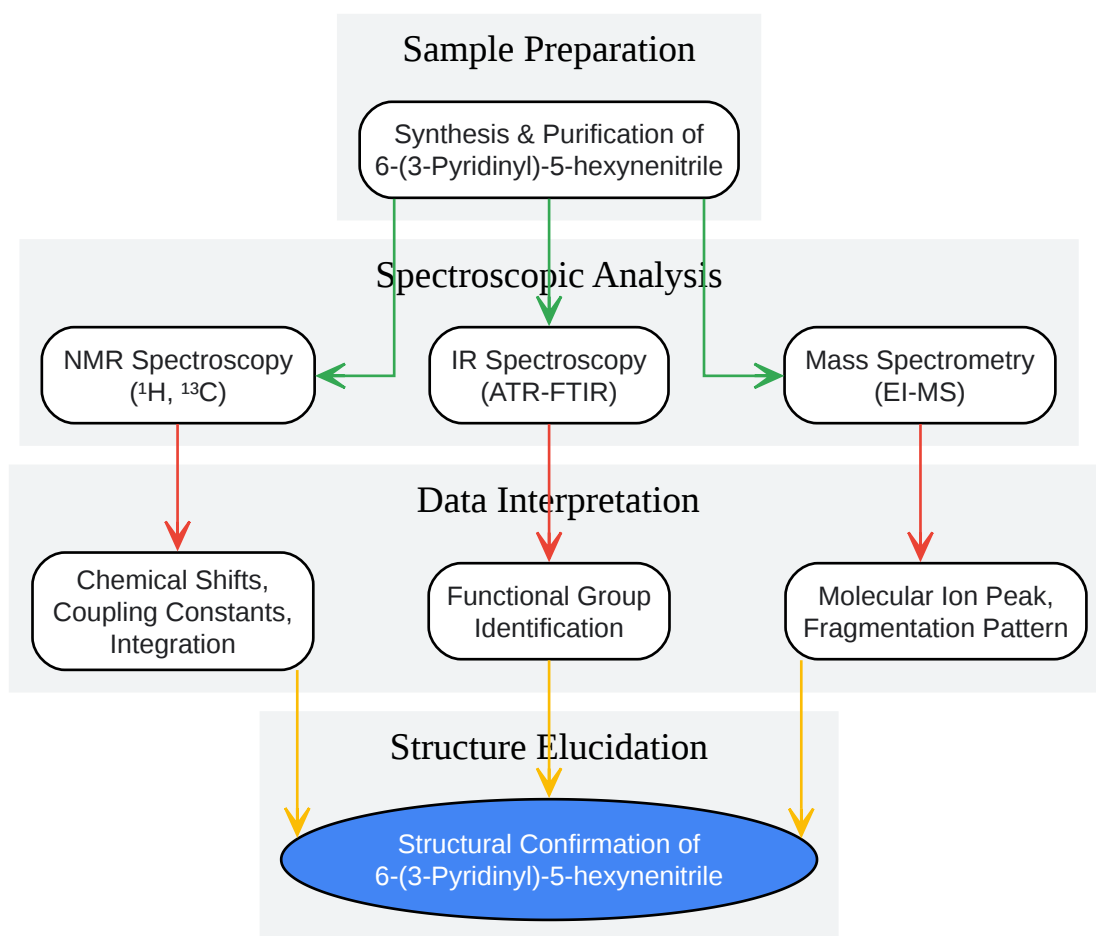 Sample Preparation
Synthesis & Purification of
6-(3-Pyridinyl)-5-hexynenitrile
Spectroscopic Analysis
NMR Spectroscopy
(¹H, ¹³C)
IR Spectroscopy
(ATR-FTIR)
Mass Spectrometry
(EI-MS)
Data Interpretation
Chemical Shifts,
Coupling Constants,
Integration
Functional Group
Identification
Molecular Ion Peak,
Fragmentation Pattern
Structure Elucidation
Structural Confirmation of
6-(3-Pyridinyl)-5-hexynenitrile